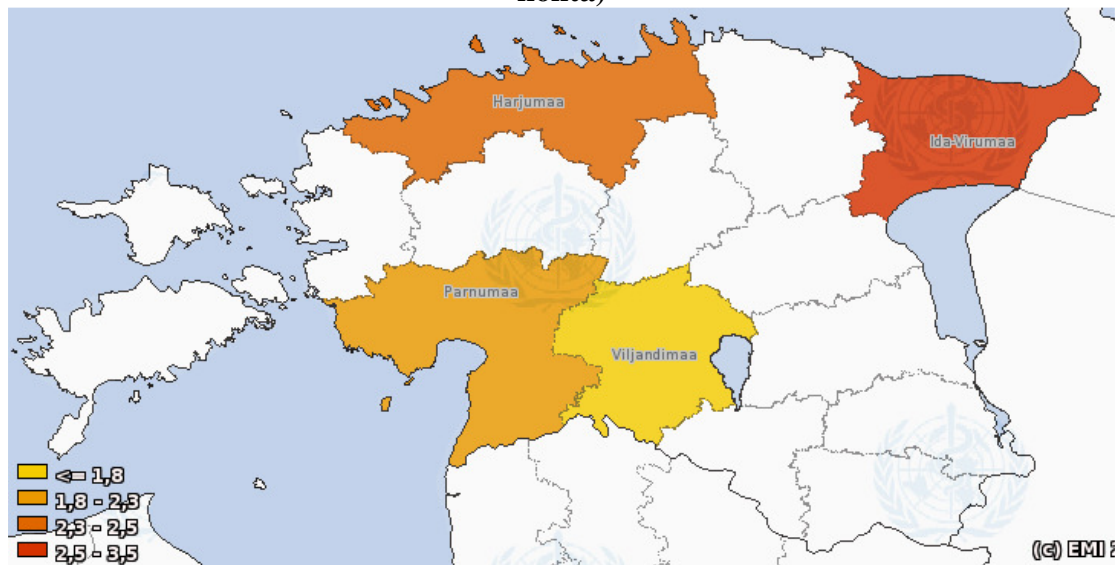 Harjumaa
Ida-Virumaa
Parnumaa
Viljandimaa
<= 1,8
1,8 - 2,3
2,3 - 2,5
2,5 - 3,5
(c) EMI 2